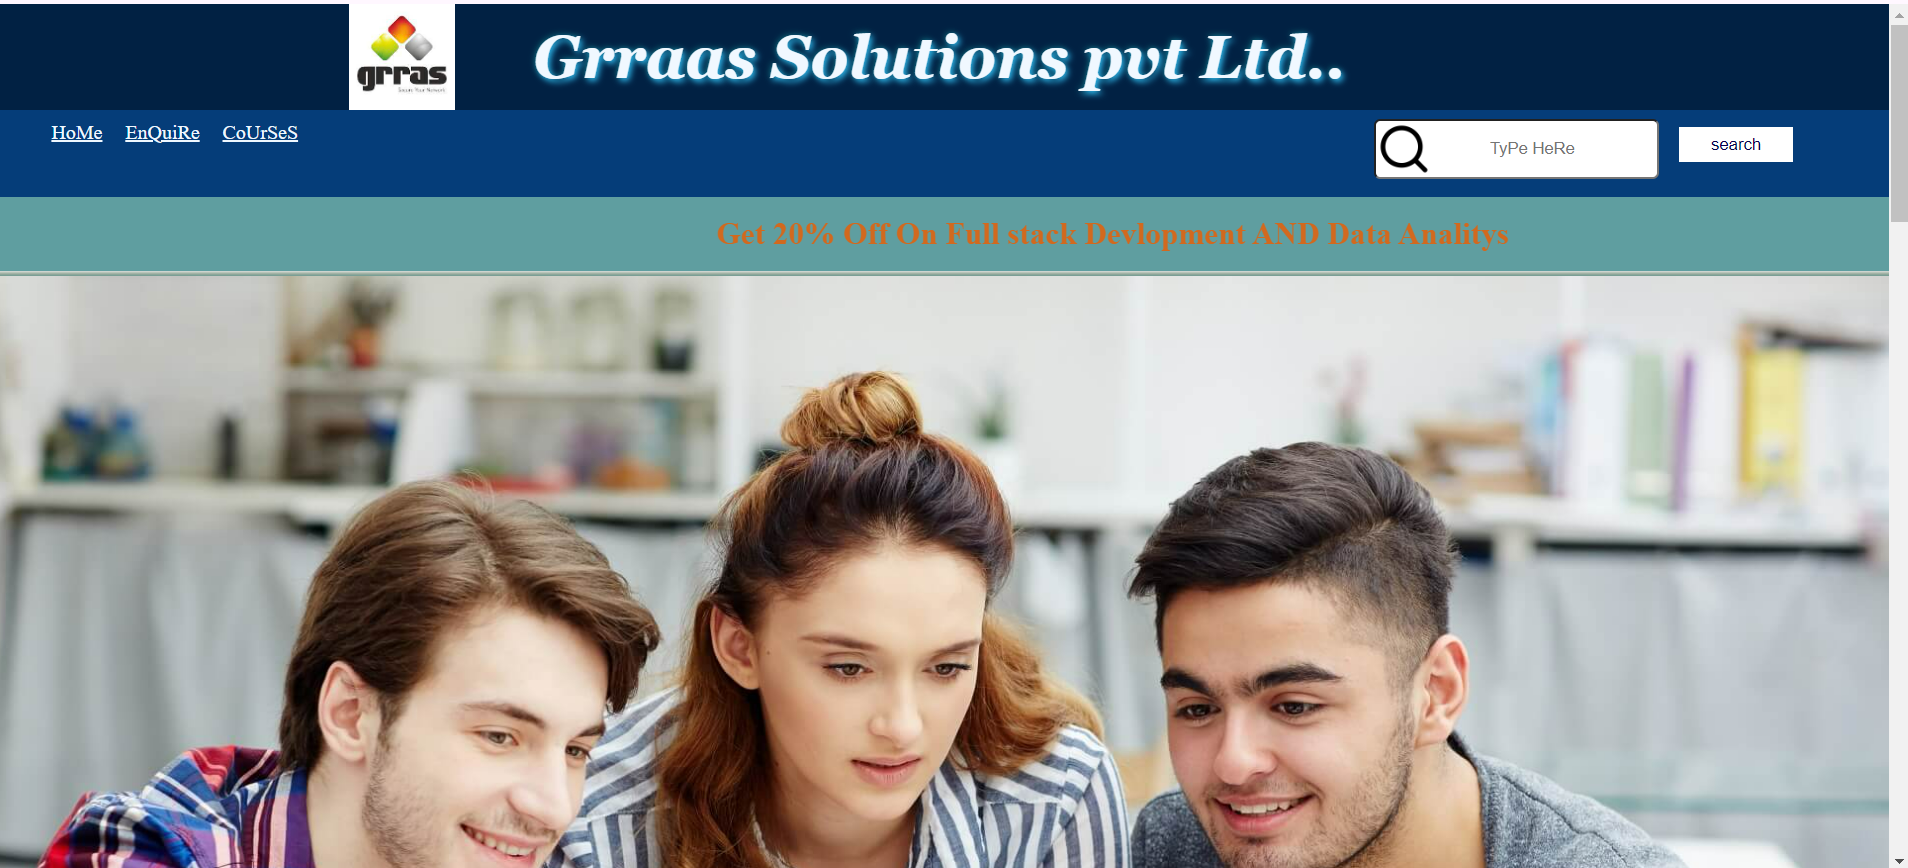 grras
Secure Your Network
Grraas Solutions pvt Ltd..
HoMe EnQuiRe CoUrSeS
TyPe HeRe
search
Get 20% Off On Full stack Devlopment AND Data Analitys